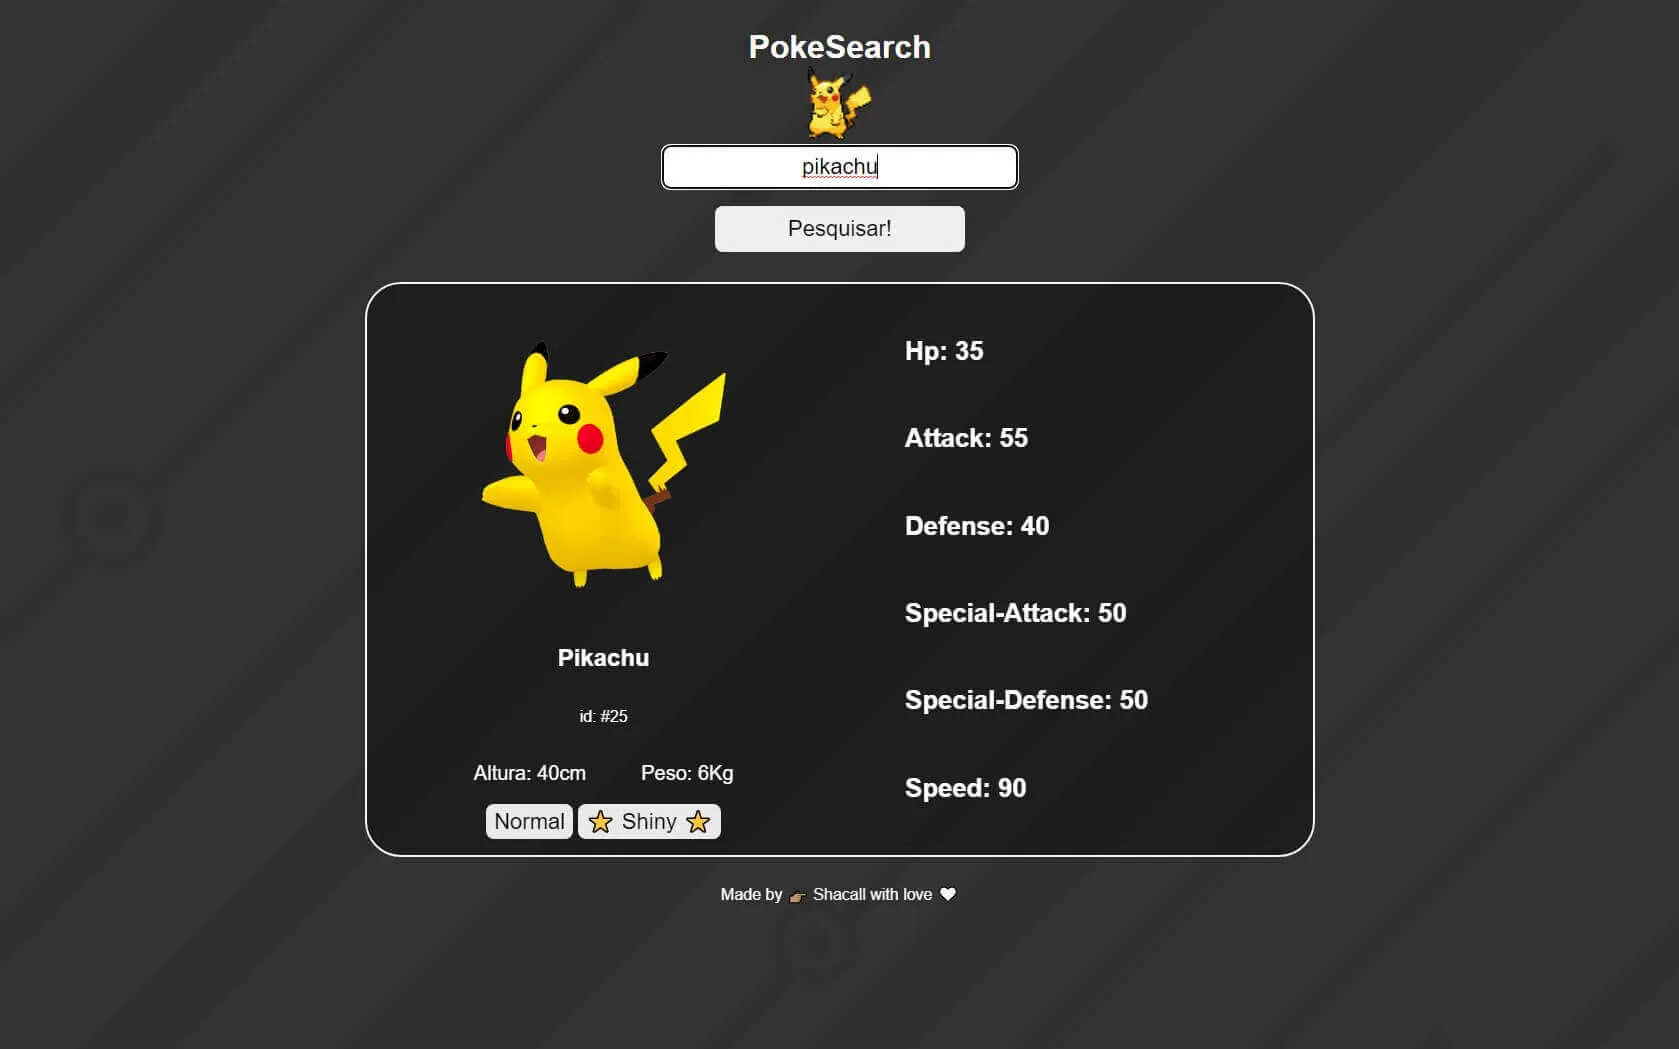 PokeSearch
pikachu
Pesquisar!
Pikachu
id: #25
Altura: 40cm Peso: 6Kg
Normal ⭐ Shiny ⭐
Hp: 35
Attack: 55
Defense: 40
Special-Attack: 50
Special-Defense: 50
Speed: 90
Made by 👉🏽 Shacall with love ♥